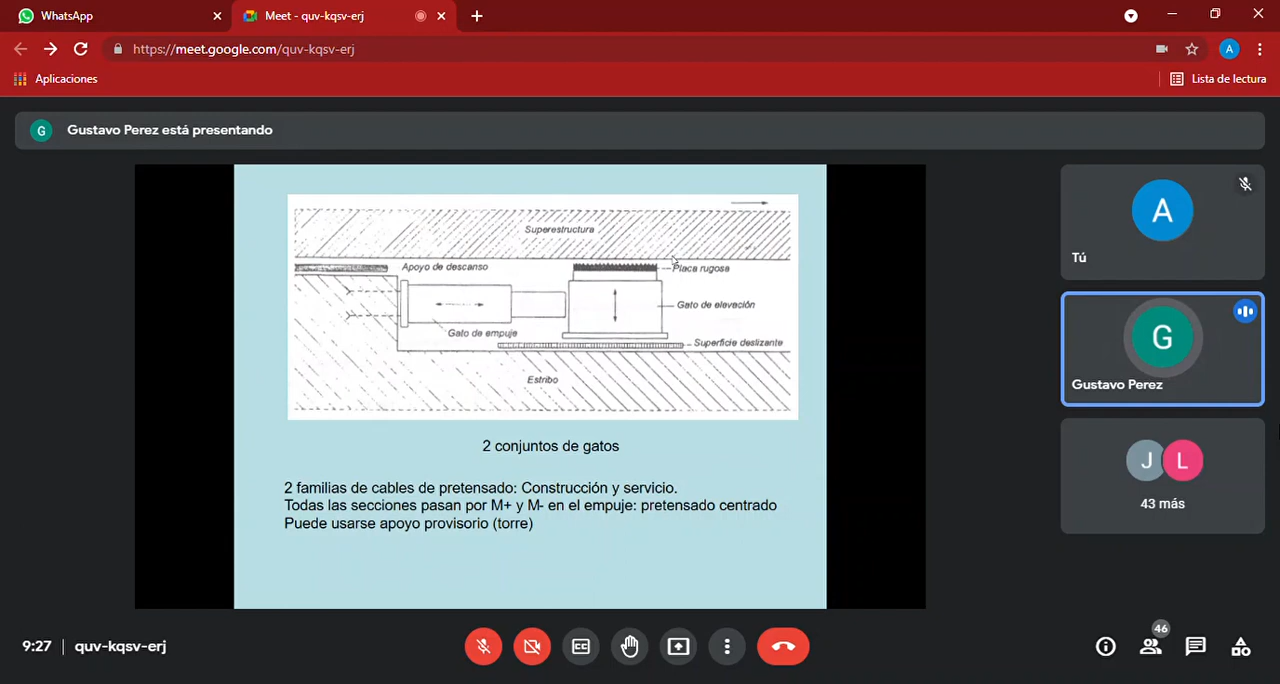 WhatsApp
Meet - quv-kqsv-erj
https://meet.google.com/quv-kqsv-erj
A
Aplicaciones
Lista de lectura
G
Gustavo Perez está presentando
Superestructura
Apoyo de descanso
Placa rugosa
Gato de elevación
Gato de empuje
Superficie deslizante
Estribo
2 conjuntos de gatos
2 familias de cables de pretensado: Construcción y servicio.
Todas las secciones pasan por M+ y M- en el empuje: pretensado centrado
Puede usarse apoyo provisorio (torre)
A
Tú
G
Gustavo Perez
J L
43 más
9:27 | quv-kqsv-erj
CC
46